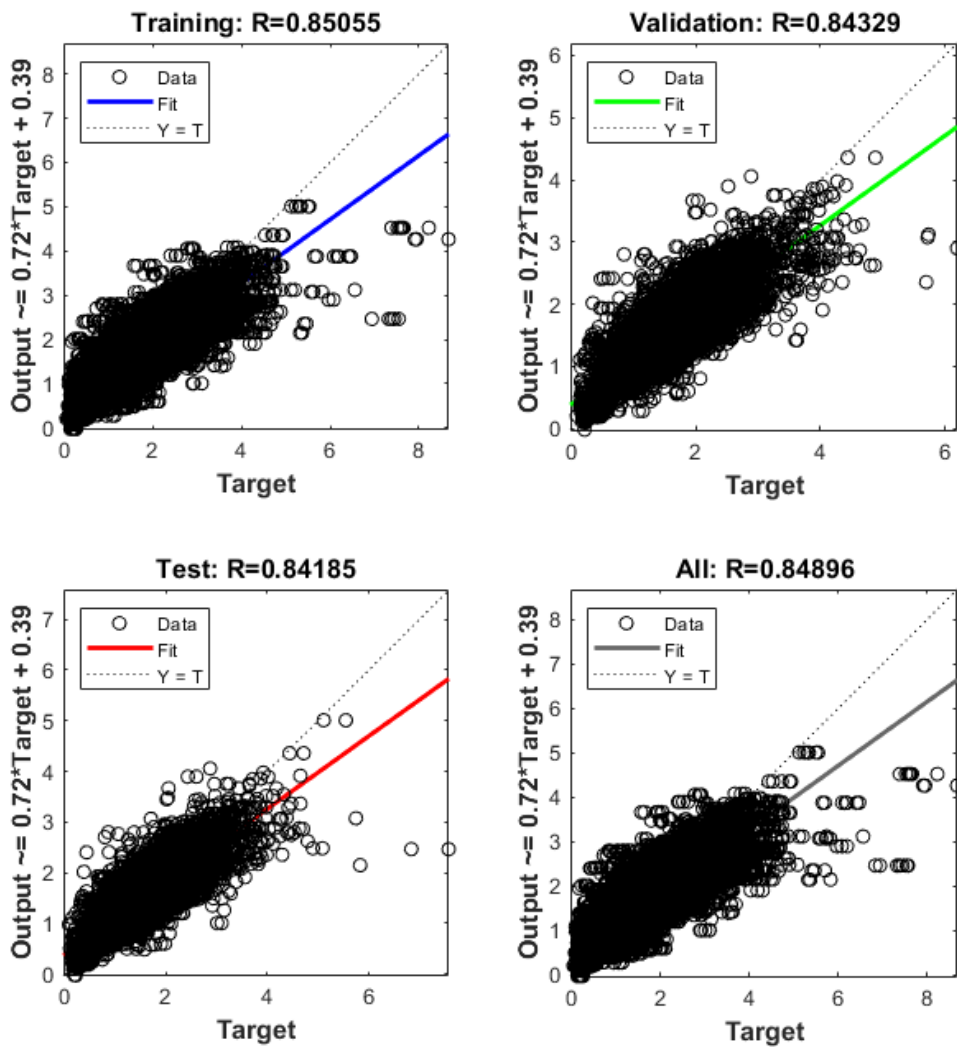 Training: R=0.85055
Output ~= 0.72*Target + 0.39
Data
Fit
Y = T
8
7
6
5
4
3
2
1
0
0 2 4 6 8
Target
Validation: R=0.84329
Output ~= 0.72*Target + 0.39
Data
Fit
Y = T
6
5
4
3
2
1
0
0 2 4 6
Target
Test: R=0.84185
Output ~= 0.72*Target + 0.39
Data
Fit
Y = T
7
6
5
4
3
2
1
0
0 2 4 6
Target
All: R=0.84896
Output ~= 0.72*Target + 0.39
Data
Fit
Y = T
8
7
6
5
4
3
2
1
0
0 2 4 6 8
Target